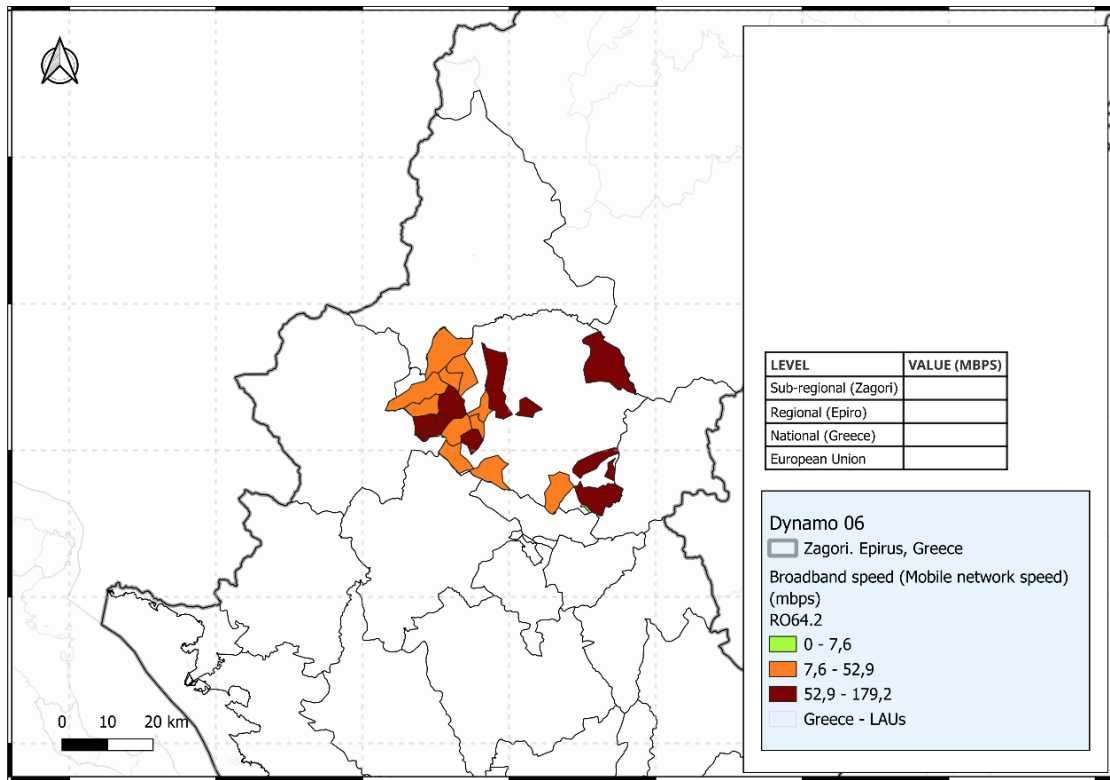 LEVEL VALUE (MBPS)
Sub-regional (Zagori)
Regional (Epiro)
National (Greece)
European Union
Dynamo 06
Zagori. Epirus, Greece
Broadband speed (Mobile network speed)
(mbps)
RO64.2
0 - 7,6
7,6 - 52,9
52,9 - 179,2
Greece - LAUs
0 10 20 km